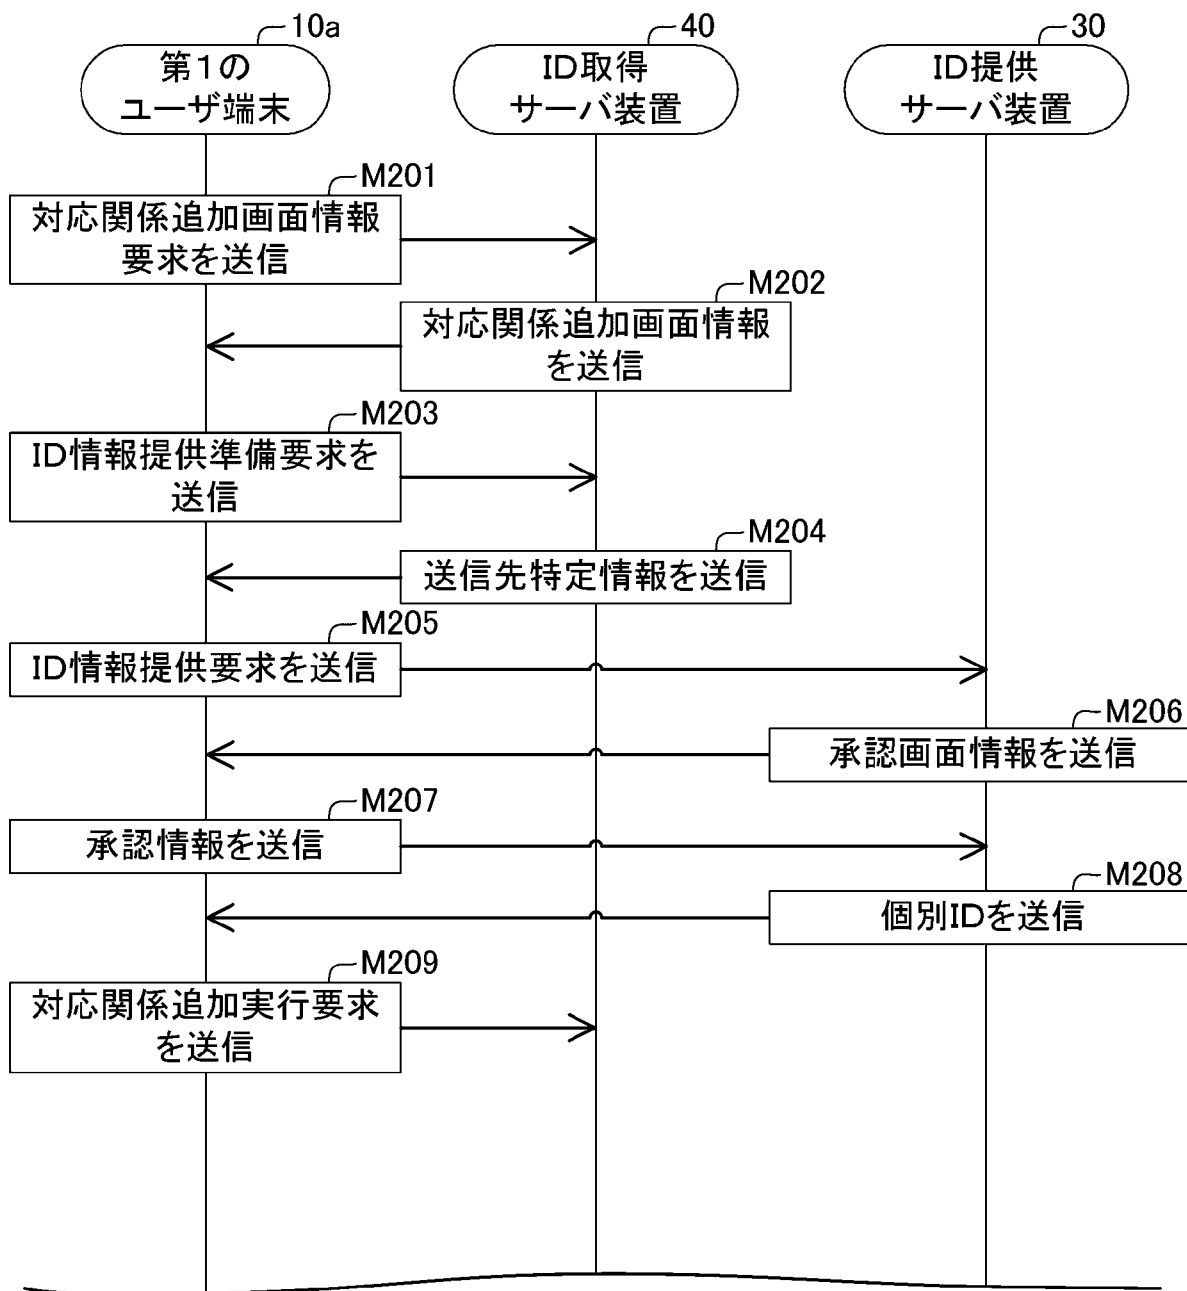 10a
第1の
ユーザ端末
40
ID取得
サーバ装置
30
ID提供
サーバ装置
M201
対応関係追加画面情報
要求を送信
M202
対応関係追加画面情報
を送信
M203
ID情報提供準備要求を
送信
M204
送信先特定情報を送信
M205
ID情報提供要求を送信
M206
承認画面情報を送信
M207
承認情報を送信
M208
個別IDを送信
M209
対応関係追加実行要求
を送信